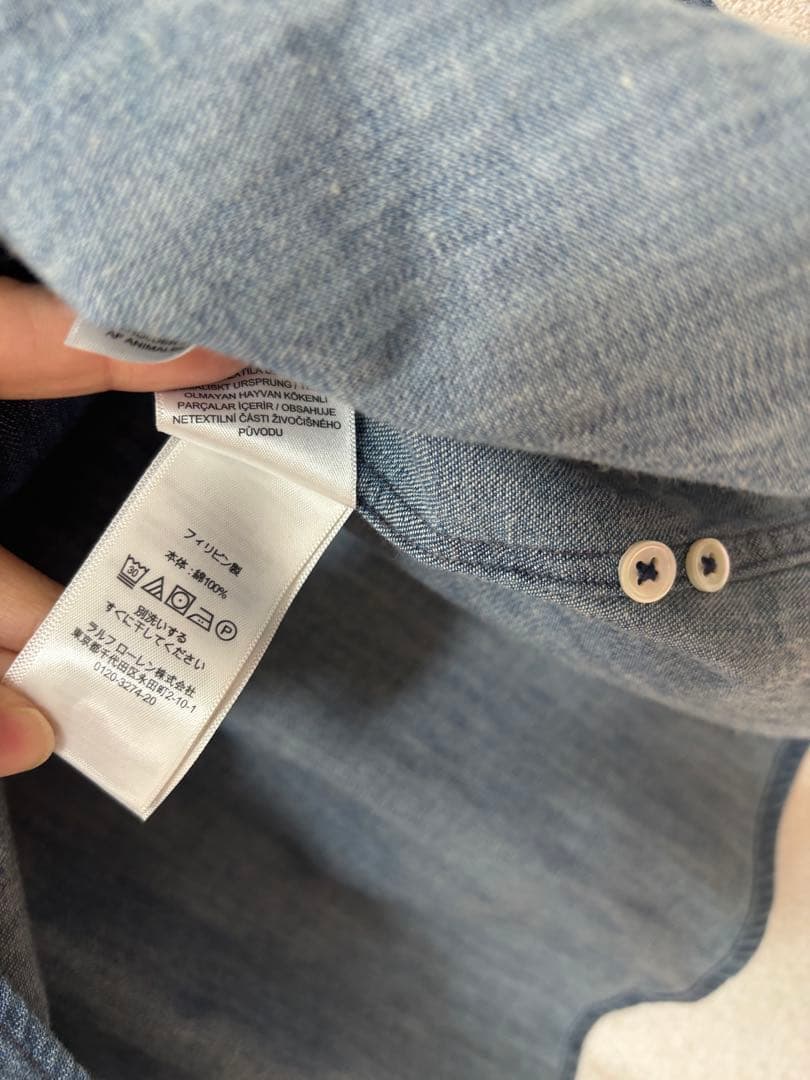 AF ANIMALSK
MALISKT URSPRUNG /
OLMAYAN HAYVAN KÖKENLİ
PARÇALAR İÇERİR / OBSAHUJE
NETEXTILNÍ ČÁSTI ŽIVOČIŠNÉHO
PŮVODU
フィリピン製
本体:綿100%
30 P
別洗いする
すぐに干してください
ラルフ ローレン株式会社
東京都千代田区永田町2-10-1
0120-3274-20